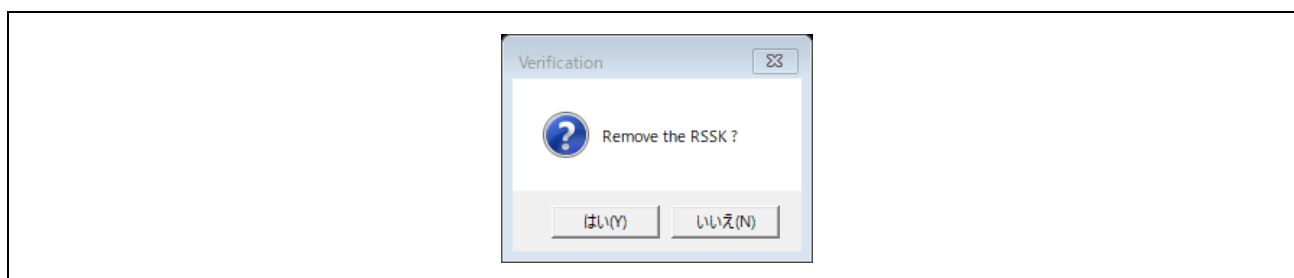 Verification
Remove the RSSK ?
はい(Y) いいえ(N)